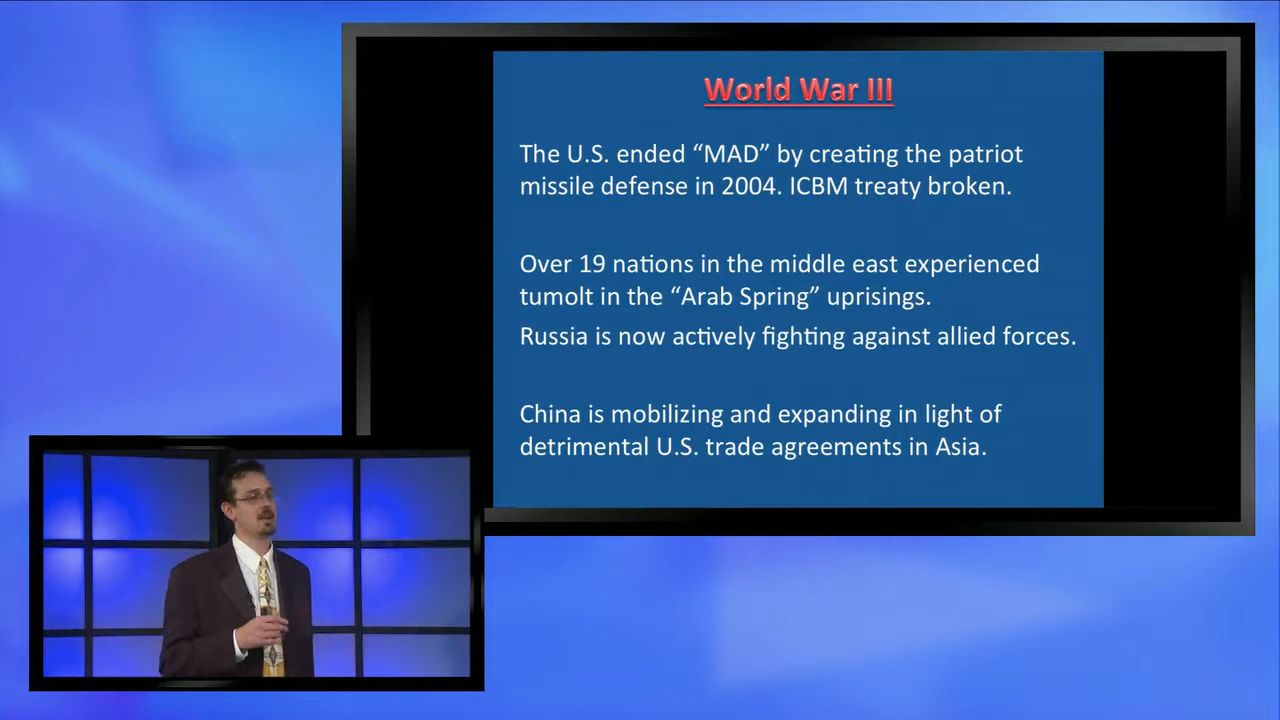 World War III
The U.S. ended “MAD” by creating the patriot
missile defense in 2004. ICBM treaty broken.
Over 19 nations in the middle east experienced
tumolt in the “Arab Spring” uprisings.
Russia is now actively fighting against allied forces.
China is mobilizing and expanding in light of
detrimental U.S. trade agreements in Asia.